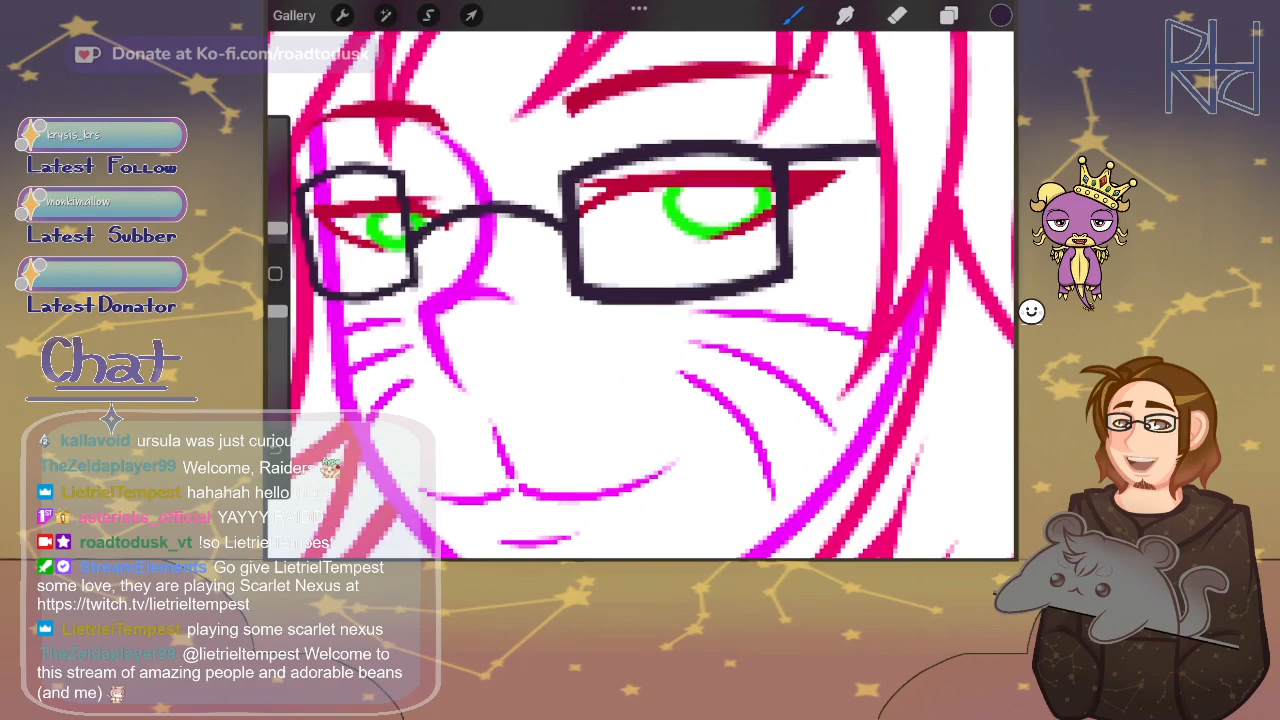 Gallery
Donate at Ko-fi.com/roadtodusk
krysis_krs
Latest Follow
monkimallow
Latest Subber
Latest Donator
Chat
kallavoid ursula was just curiou
TheZeldaplayer99 Welcome, Raiders
LietrielTempest hahahah hello
asterisks_official YAYYY RAID
roadtodusk_vt !so LietrielTempest
StreamElements Go give LietrielTempest
some love, they are playing Scarlet Nexus at
https://twitch.tv/lietrieltempest
LietrielTempest playing some scarlet nexus
TheZeldaplayer99 @lietrieltempest Welcome to
this stream of amazing people and adorable beans
(and me)